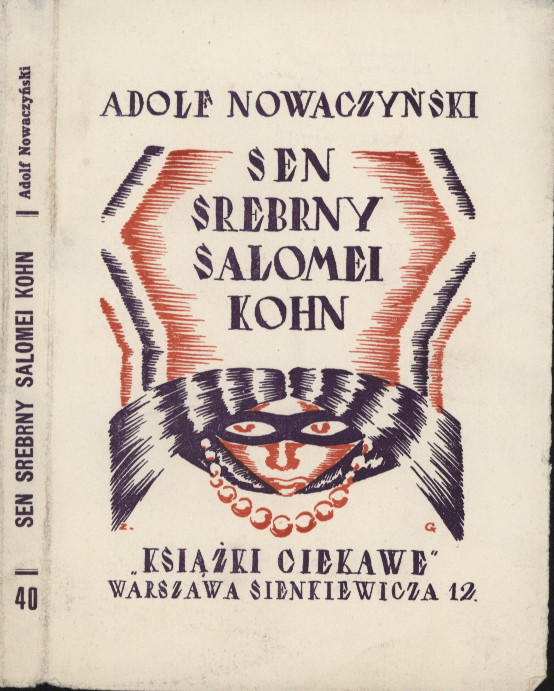 ADOLF NOWACZYŃSKI
SEN
SREBRNY
SALOMEI
KOHN
Ż. G
„KSIĄŻKI CIEKAWE”
WARSZAWA SIENKIEWICZA 12.
40 | SEN SREBRNY SALOMEI KOHN | Adolf Nowaczyński